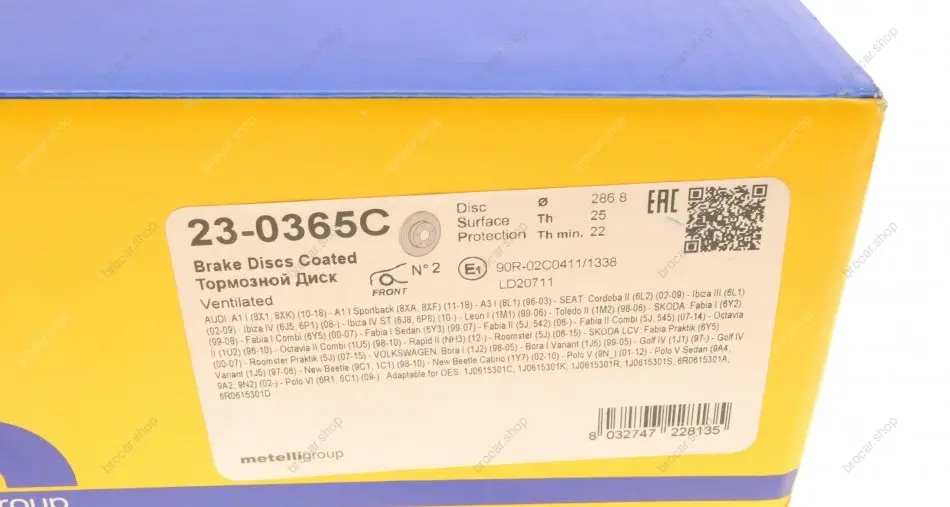 23-0365C
Disc Surface Protection
Ø 286.8
Th 25
Th min. 22
EAC
Brake Discs Coated
Тормозной Диск
Ventilated
FRONT
N°2
E1
90R-02C0411/1338
LD20711
AUDI: A1 I (8X1, 8XK) (10-18) - A1 I Sportback (8XA, 8XF) (11-18) - A3 I (8L1) (96-03) - SEAT: Cordoba II (6L2) (02-09) - Ibiza III (6L1)
(02-09) - Ibiza IV (6J5, 6P1) (08-) - Ibiza IV ST (6J8, 6P8) (10-) - Leon I (1M1) (99-06) - Toledo II (1M2) (98-06) - SKODA: Fabia I (6Y2)
(99-08) - Fabia I Combi (6Y5) (00-07) - Fabia I Sedan (6Y3) (99-07) - Fabia II (5J, 542) (06-) - Fabia II Combi (5J, 545) (07-14) - Octavia
II (1U2) (96-10) - Octavia II Combi (1U5) (98-10) - Rapid II (NH3) (12-) - Roomster (5J) (06-15) - SKODA LCV: Fabia Praktik (6Y5)
(00-07) - Roomster Praktik (5J) (07-15) - VOLKSWAGEN: Bora I (1J2) (98-05) - Bora I Variant (1J6) (99-05) - Golf IV (1J1) (97-) - Golf IV
Variant (1J5) (97-08) - New Beetle (9C1, 1C1) (98-10) - New Beetle Cabrio (1Y7) (02-10) - Polo V (9N_) (01-12) - Polo V Sedan (9A4,
9A2, 9N2) (02-) - Polo VI (6R1, 6C1) (09-) Adaptable for OES: 1J0615301C, 1J0615301K, 1J0615301R, 1J0615301S, 6R0615301A,
6R0615301D
8 032747 228135
metelligroup
group
brocar.shop